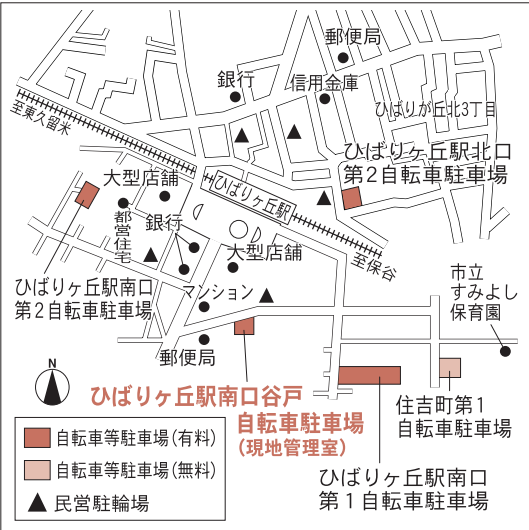 郵便局
銀行
信用金庫
至東久留米
ひばりが丘北3丁目
ひばりヶ丘駅北口
第2自転車駐車場
大型店舗
ひばりヶ丘駅
都営住宅
銀行
大型店舗
至保谷
ひばりヶ丘駅南口
第2自転車駐車場
マンション
市立
すみよし
保育園
郵便局
N
ひばりヶ丘駅南口谷戸
自転車駐車場
(現地管理室)
住吉町第1
自転車駐車場
自転車等駐車場(有料)
自転車等駐車場(無料)
民営駐輪場
ひばりヶ丘駅南口
第1自転車駐車場